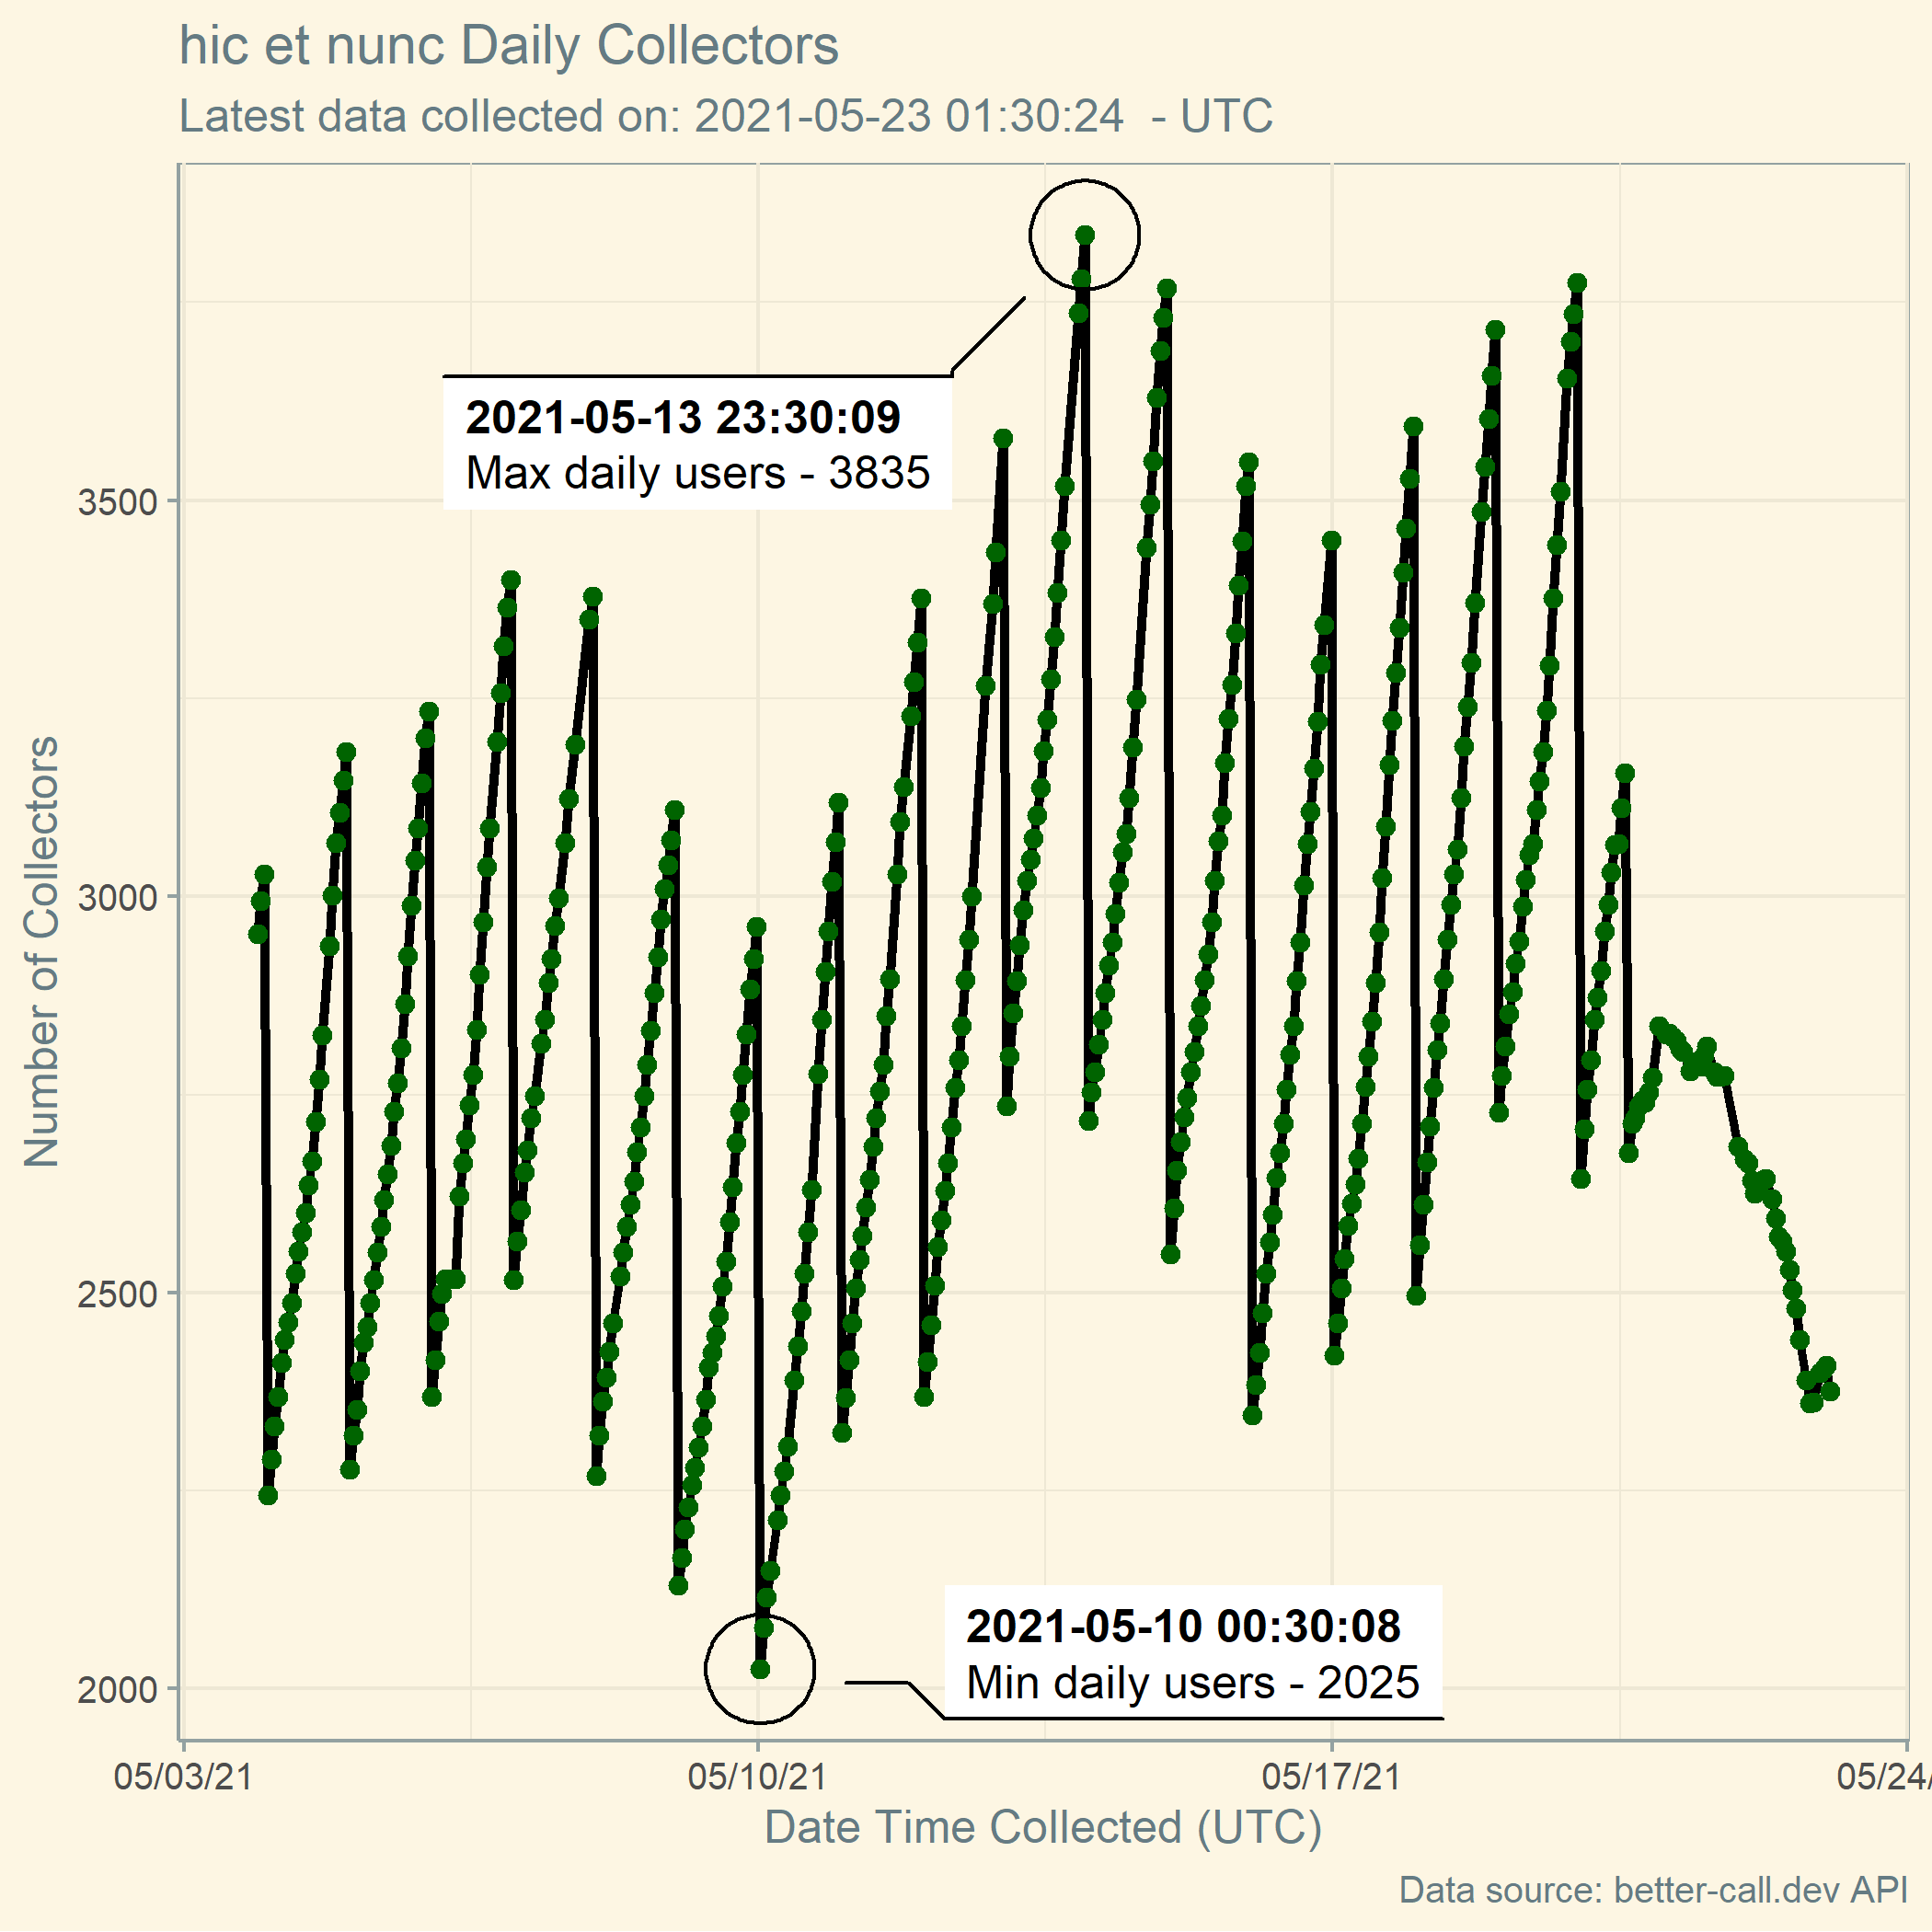 hic et nunc Daily Collectors
Latest data collected on: 2021-05-23 01:30:24  - UTC
2021-05-13 23:30:09
Max daily users - 3835
3500
3000
2500
2000
Number of Collectors
2021-05-10 00:30:08
Min daily users - 2025
05/03/21
05/10/21
05/17/21
05/24/
Date Time Collected (UTC)
Data source: better-call.dev API